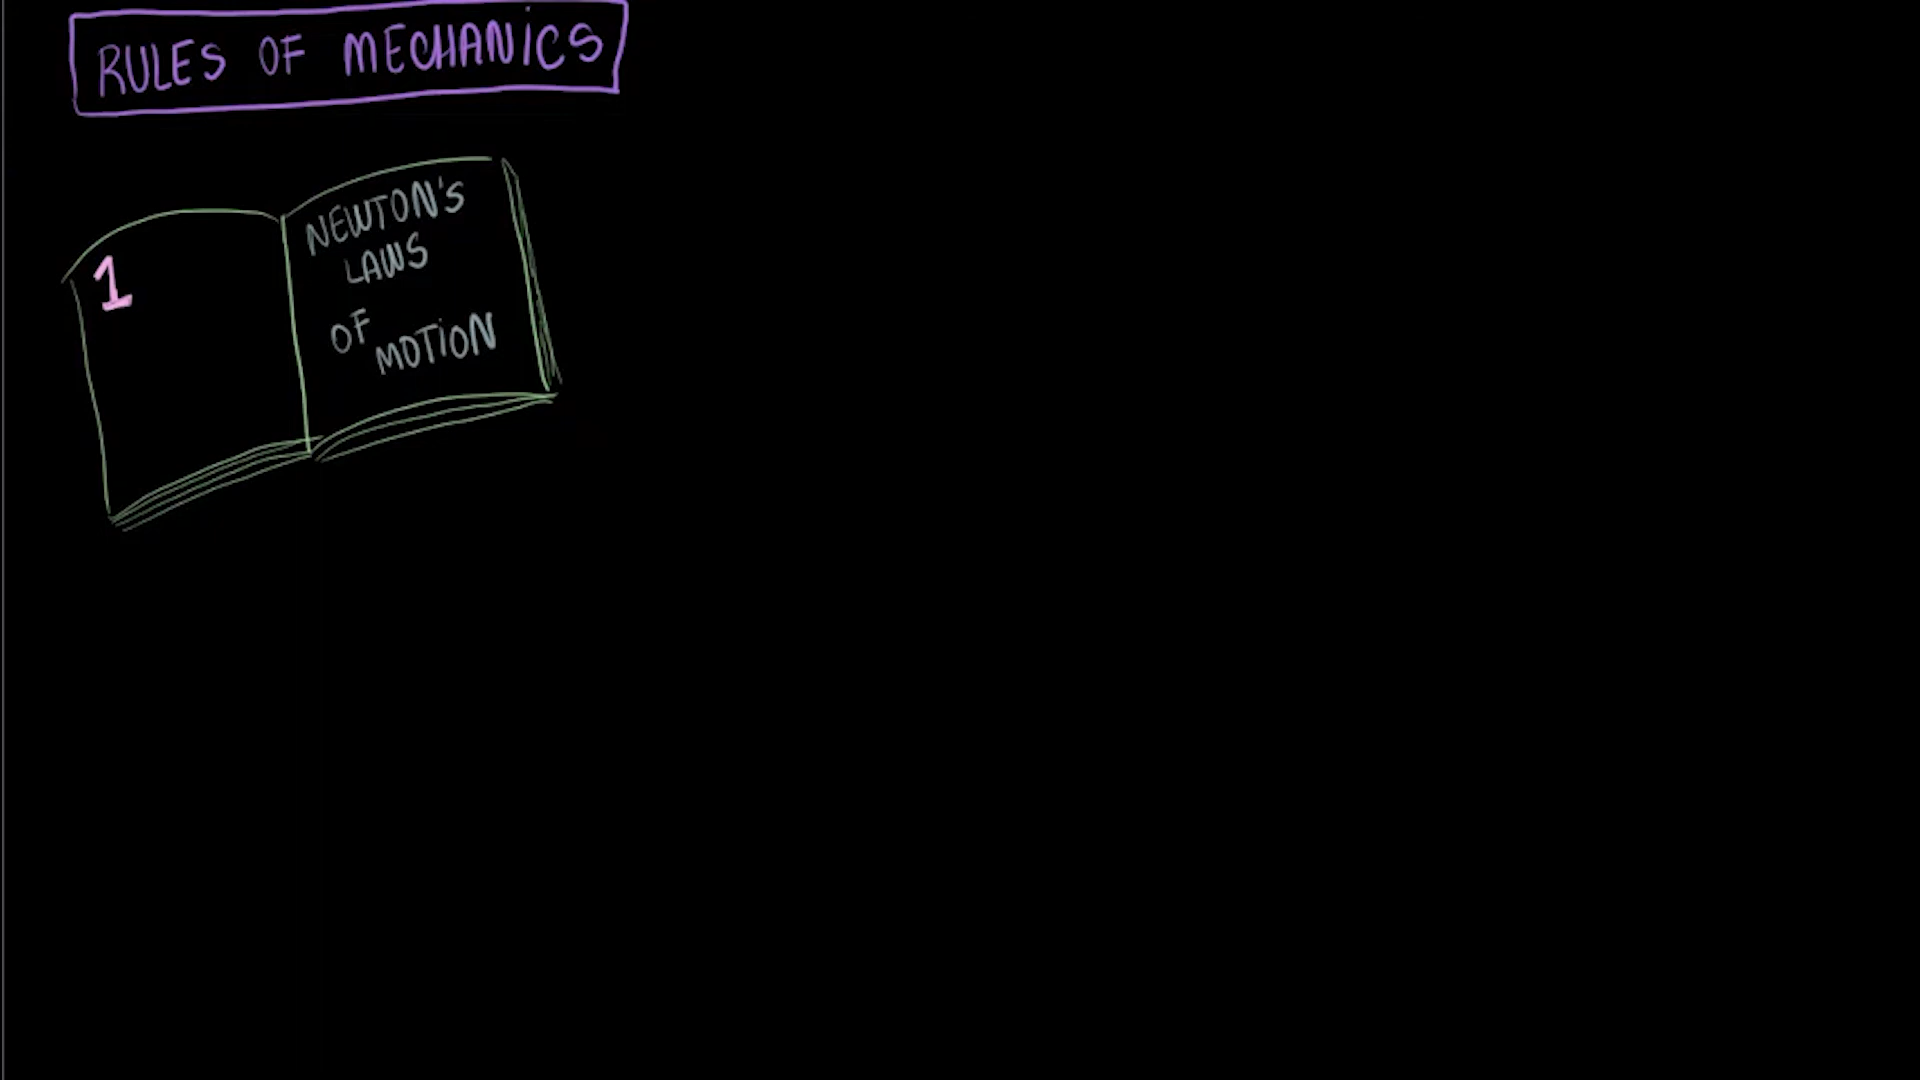 RULES OF MECHANICS
1
NEWTON'S
LAWS
OF
MOTION